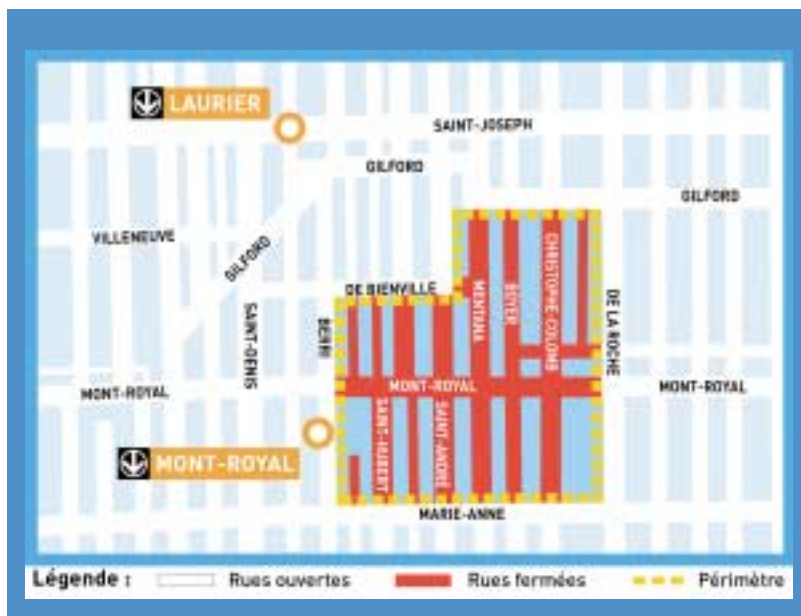 LAURIER
SAINT-JOSEPH
GILFORD
GILFORD
VILLENEUVE
GILFORD
DE BIENVILLE
BERRI
SAINT-DENIS
MENTANA
BOYER
CHRISTOPHE-COLOMB
DE LA ROCHE
MONT-ROYAL
MONT-ROYAL
MONT-ROYAL
SAINT-HUBERT
SAINT-ANDRÉ
MONT-ROYAL
MARIE-ANNE
Légende : Rues ouvertes Rues fermées Périmètre